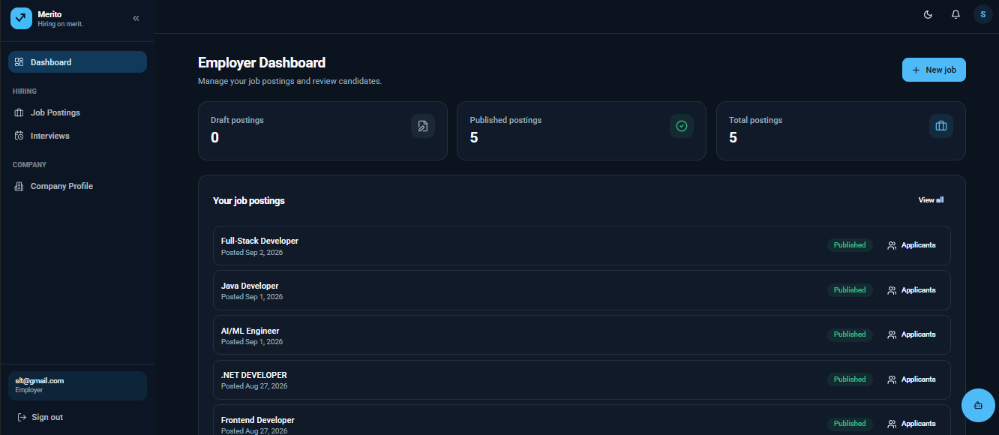 Merito
Hiring on merit.
S
Dashboard
HIRING
Job Postings
Interviews
COMPANY
Company Profile
slt@gmail.com
Employer
Sign out
Employer Dashboard
Manage your job postings and review candidates.
New job
Draft postings
0
Published postings
5
Total postings
5
Your job postings
View all
Full-Stack Developer
Posted Sep 2, 2026
Published
Applicants
Java Developer
Posted Sep 1, 2026
Published
Applicants
AI/ML Engineer
Posted Sep 1, 2026
Published
Applicants
.NET DEVELOPER
Posted Aug 27, 2026
Published
Applicants
Frontend Developer
Posted Aug 27, 2026
Published
Applicants